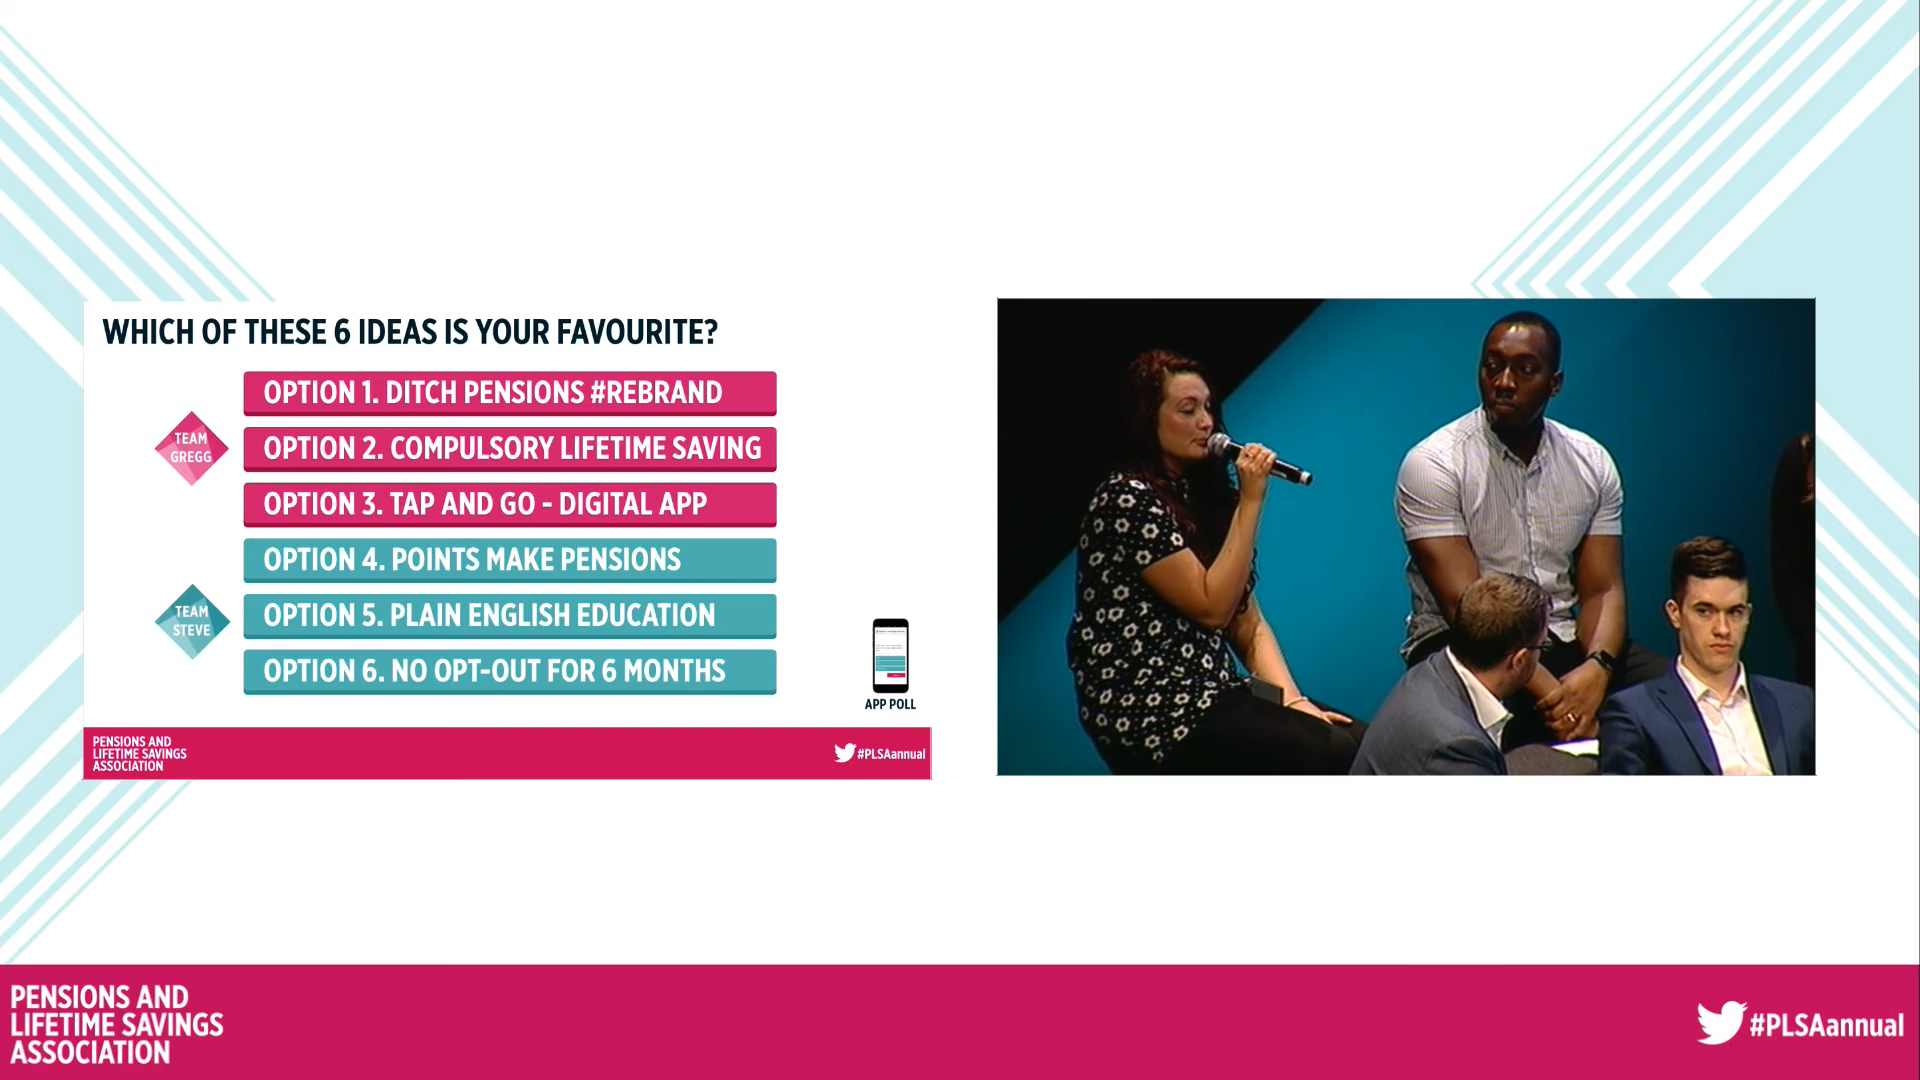 WHICH OF THESE 6 IDEAS IS YOUR FAVOURITE?
TEAM
GREGG
OPTION 1. DITCH PENSIONS #REBRAND
OPTION 2. COMPULSORY LIFETIME SAVING
OPTION 3. TAP AND GO - DIGITAL APP
TEAM
STEVE
OPTION 4. POINTS MAKE PENSIONS
OPTION 5. PLAIN ENGLISH EDUCATION
OPTION 6. NO OPT-OUT FOR 6 MONTHS
APP POLL
PENSIONS AND
LIFETIME SAVINGS
ASSOCIATION
#PLSAannual
PENSIONS AND
LIFETIME SAVINGS
ASSOCIATION
#PLSAannual